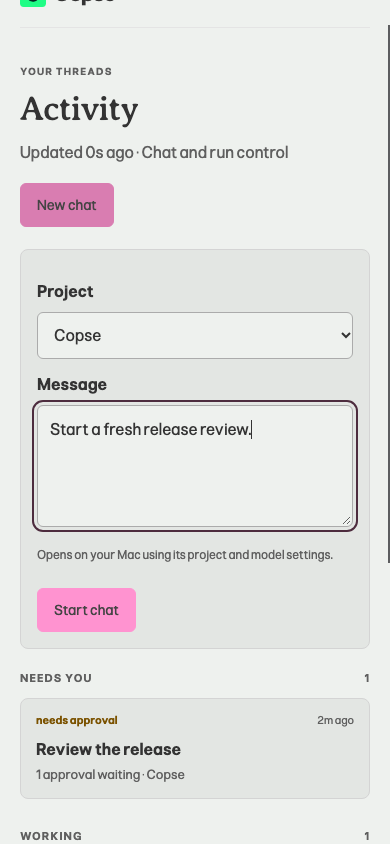 Copse
YOUR THREADS
Activity
Updated 0s ago · Chat and run control
New chat
Project
Copse
Message
Start a fresh release review.
Opens on your Mac using its project and model settings.
Start chat
NEEDS YOU 1
needs approval 2m ago
Review the release
1 approval waiting · Copse
WORKING 1